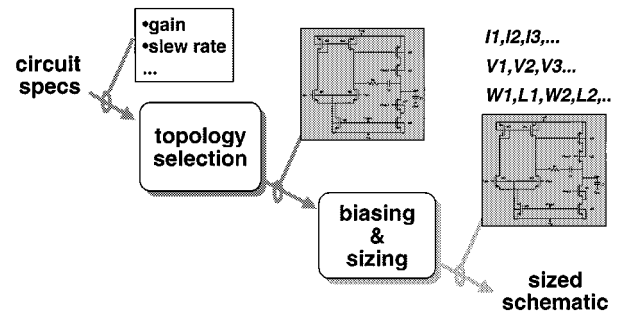 •gain
•slew rate
...
circuit
specs
topology
selection
I1,I2,I3,...
V1,V2,V3...
W1,L1,W2,L2,..
biasing
&
sizing
sized
schematic